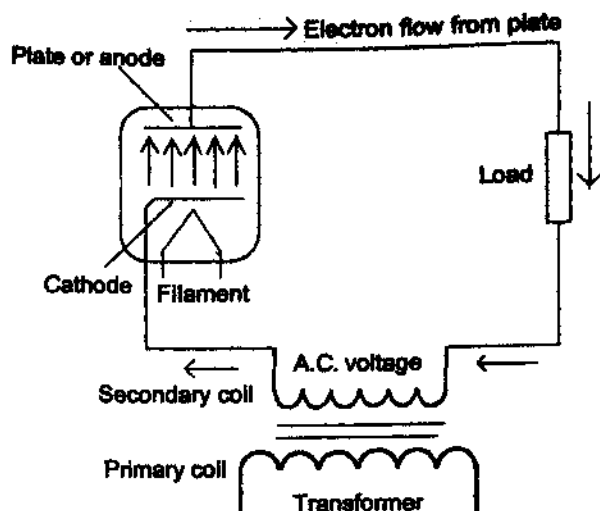 Electron flow from plate
Plate or anode
Load
Cathode
Filament
A.C. voltage
Secondary coil
Primary coil
Transformer